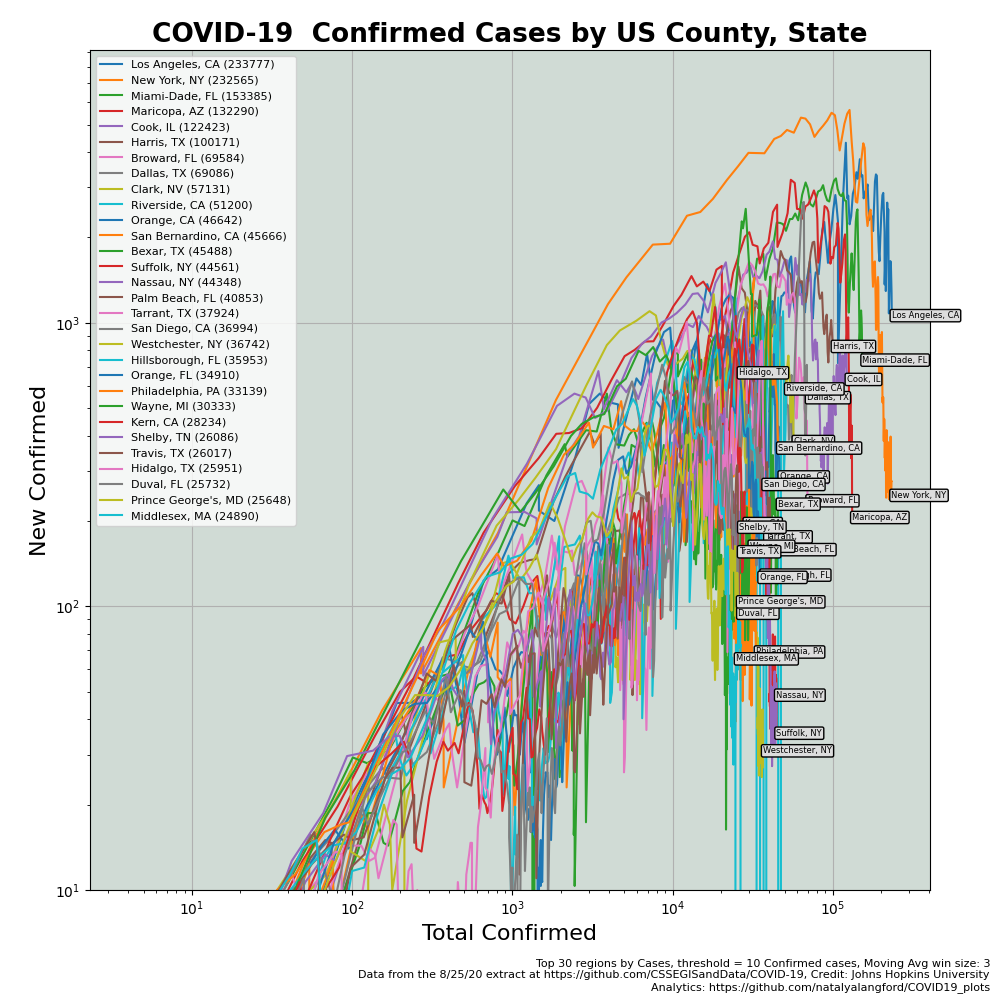 COVID-19  Confirmed Cases by US County, State
Los Angeles, CA (233777)
New York, NY (232565)
Miami-Dade, FL (153385)
Maricopa, AZ (132290)
Cook, IL (122423)
Harris, TX (100171)
Broward, FL (69584)
Dallas, TX (69086)
Clark, NV (57131)
Riverside, CA (51200)
Orange, CA (46642)
San Bernardino, CA (45666)
Bexar, TX (45488)
Suffolk, NY (44561)
Nassau, NY (44348)
Palm Beach, FL (40853)
Tarrant, TX (37924)
San Diego, CA (36994)
Westchester, NY (36742)
Hillsborough, FL (35953)
Orange, FL (34910)
Philadelphia, PA (33139)
Wayne, MI (30333)
Kern, CA (28234)
Shelby, TN (26086)
Travis, TX (26017)
Hidalgo, TX (25951)
Duval, FL (25732)
Prince George's, MD (25648)
Middlesex, MA (24890)
New Confirmed
10³
10²
10¹
Los Angeles, CA
Harris, TX
Miami-Dade, FL
Hidalgo, TX
Cook, IL
Riverside, CA
Dallas, TX
Clark, NV
San Bernardino, CA
Orange, CA
San Diego, CA
New York, NY
Bexar, TX
FL
Maricopa, AZ
Shelby, TN
TX
MI
Beach, FL
Travis, TX
Orange, FL
FL
Prince George's, MD
Duval, FL
Philadelphia, PA
Middlesex, MA
Nassau, NY
Suffolk, NY
Westchester, NY
10¹ 10² 10³ 10⁴ 10⁵
Total Confirmed
Top 30 regions by Cases, threshold = 10 Confirmed cases, Moving Avg win size: 3
Data from the 8/25/20 extract at https://github.com/CSSEGISandData/COVID-19, Credit: Johns Hopkins University
Analytics: https://github.com/natalyalangford/COVID19_plots